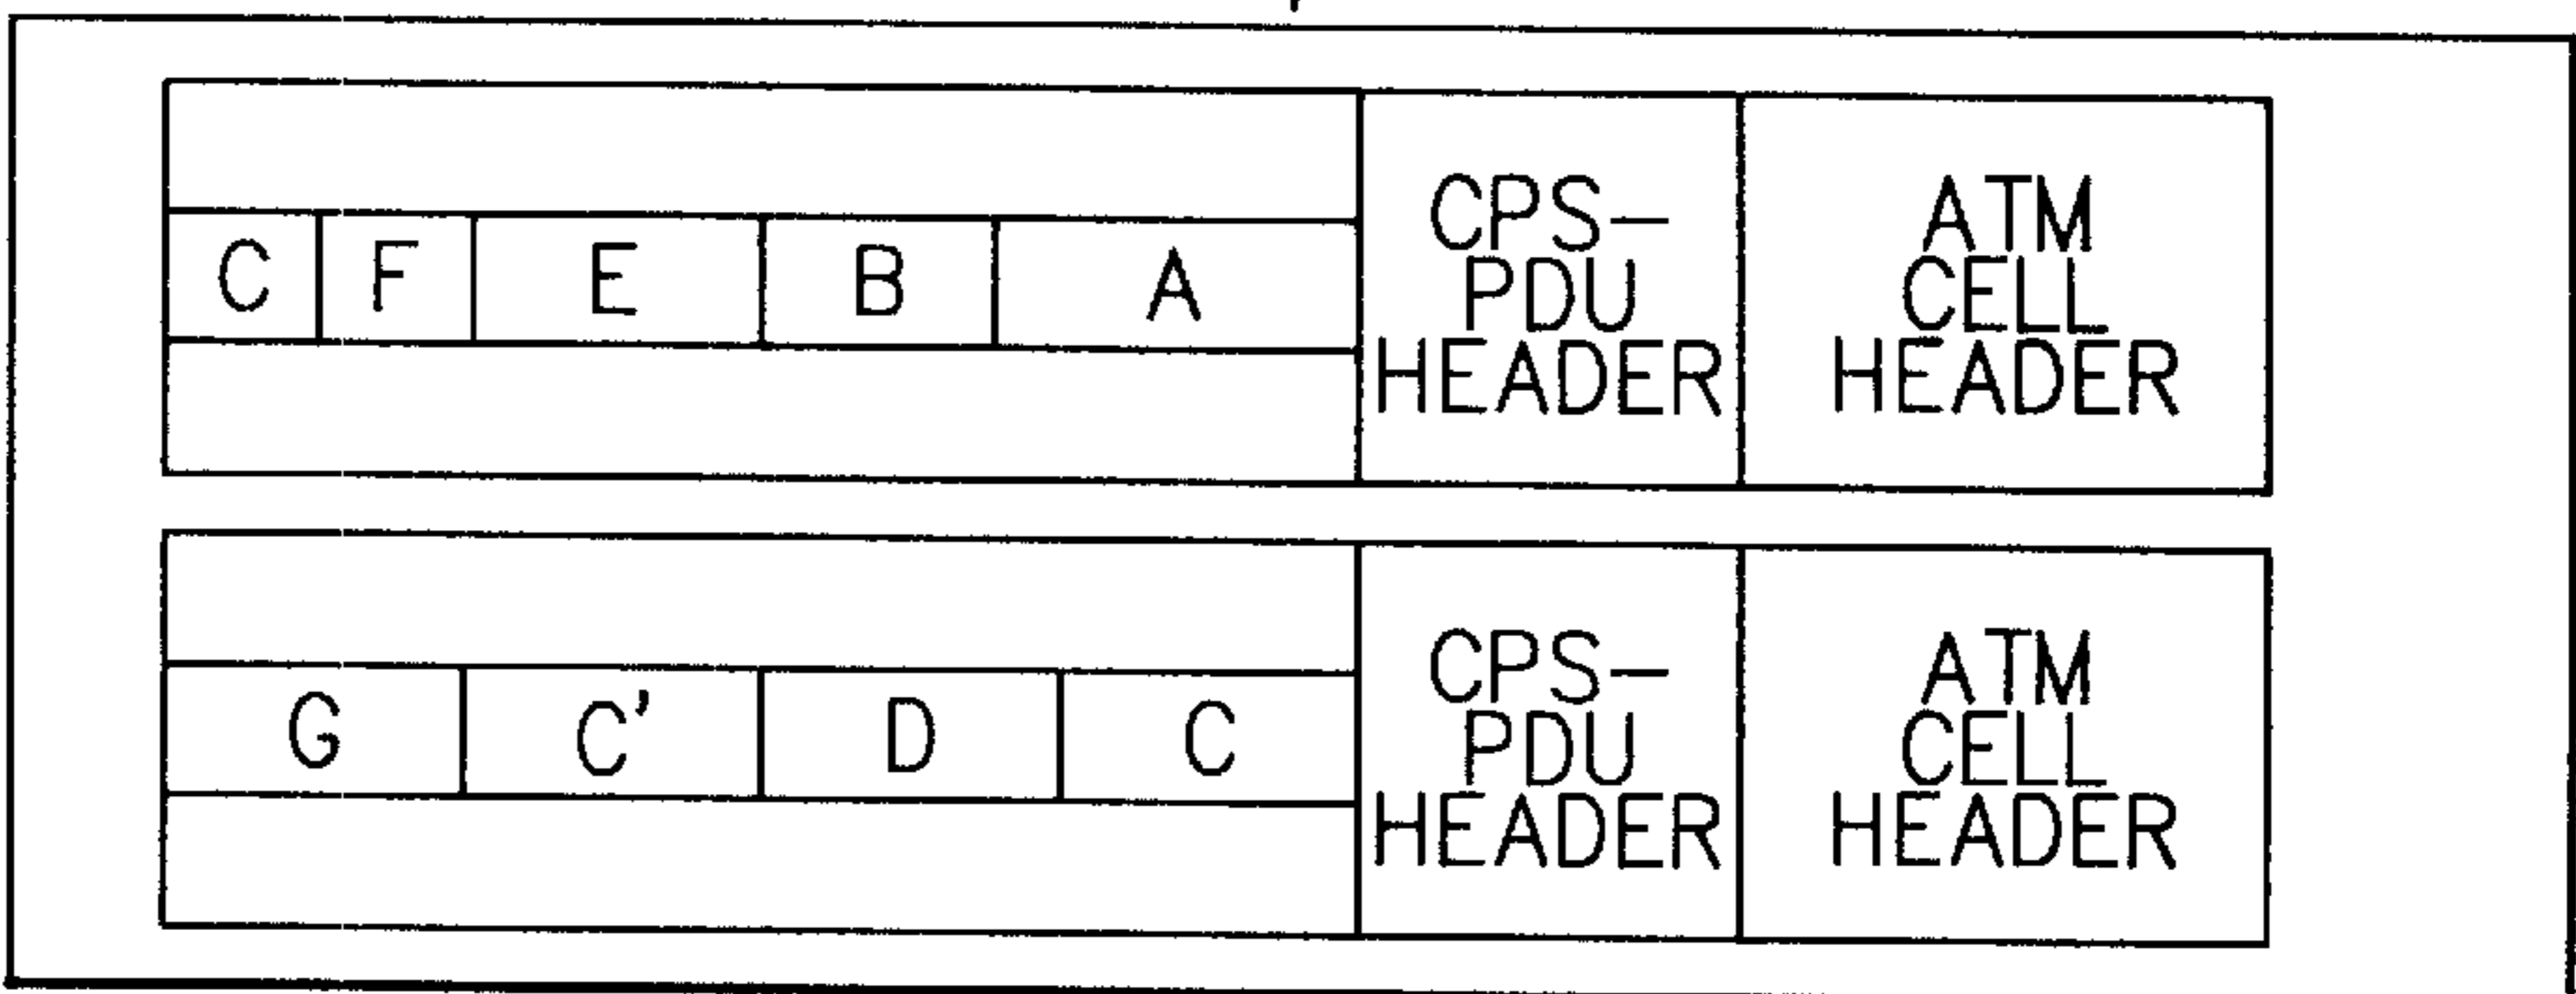 C F E B A
CPS-
PDU
HEADER
ATM
CELL
HEADER
G C' D C
CPS-
PDU
HEADER
ATM
CELL
HEADER